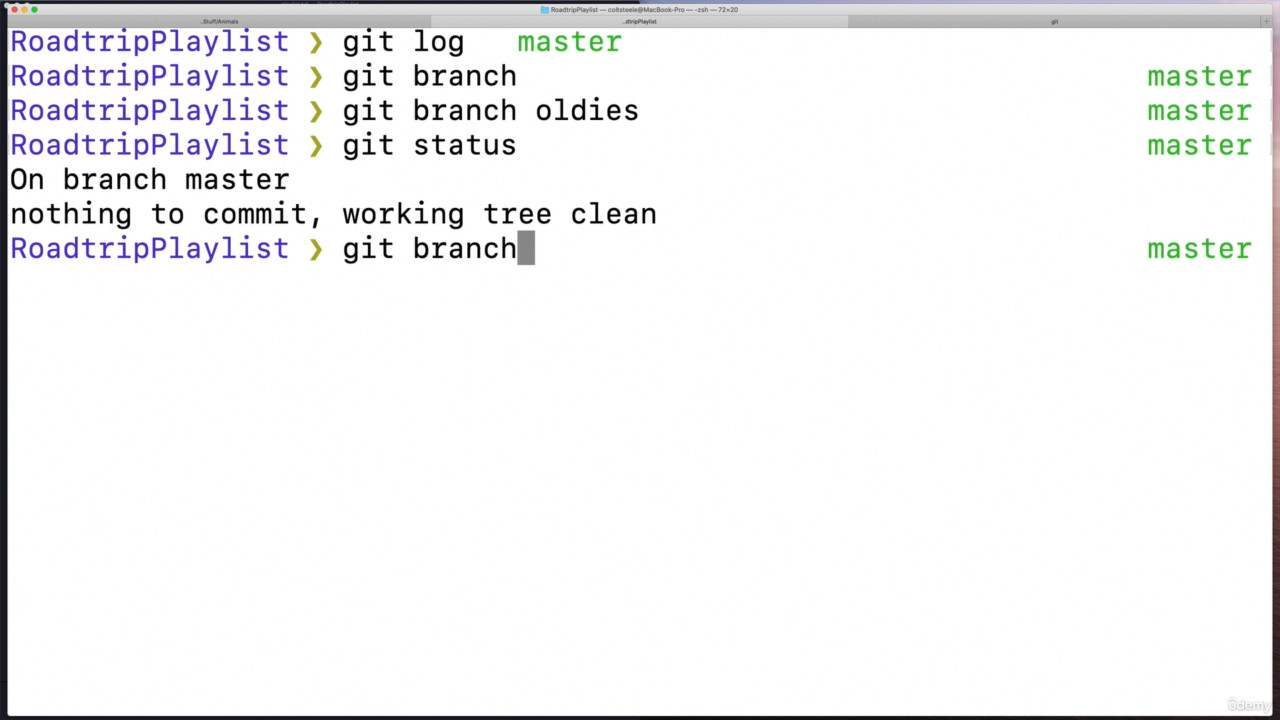 RoadtripPlaylist — coltsteele@MacBook-Pro — -zsh — 72×20
..Stuff/Animals ..dtripPlaylist git +
RoadtripPlaylist ❯ git log master
RoadtripPlaylist ❯ git branch master
RoadtripPlaylist ❯ git branch oldies master
RoadtripPlaylist ❯ git status master
On branch master
nothing to commit, working tree clean
RoadtripPlaylist ❯ git branch master
ûdemy